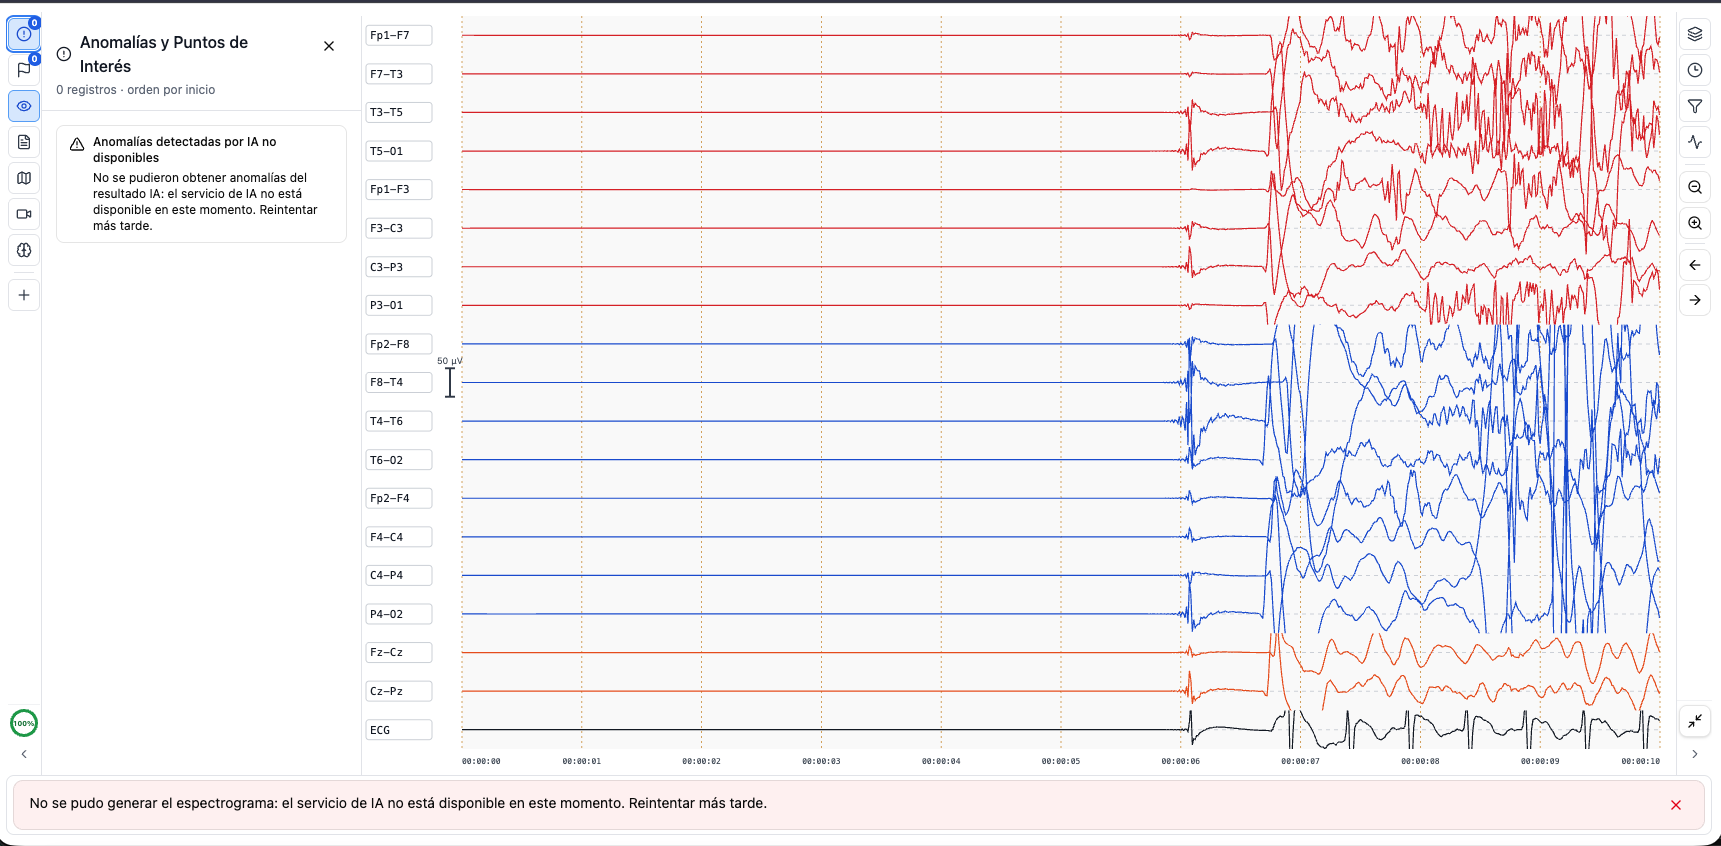 0
0
Anomalías y Puntos de
Interés
0 registros · orden por inicio
Anomalías detectadas por IA no
disponibles
No se pudieron obtener anomalías del
resultado IA: el servicio de IA no está
disponible en este momento. Reintentar
más tarde.
100%
Fp1–F7
F7–T3
T3–T5
T5–O1
Fp1–F3
F3–C3
C3–P3
P3–O1
Fp2–F8
50 μV
F8–T4
T4–T6
T6–O2
Fp2–F4
F4–C4
C4–P4
P4–O2
Fz–Cz
Cz–Pz
ECG
00:00:00 00:00:01 00:00:02 00:00:03 00:00:04 00:00:05 00:00:06 00:00:07 00:00:08 00:00:09 00:00:10
No se pudo generar el espectrograma: el servicio de IA no está disponible en este momento. Reintentar más tarde.